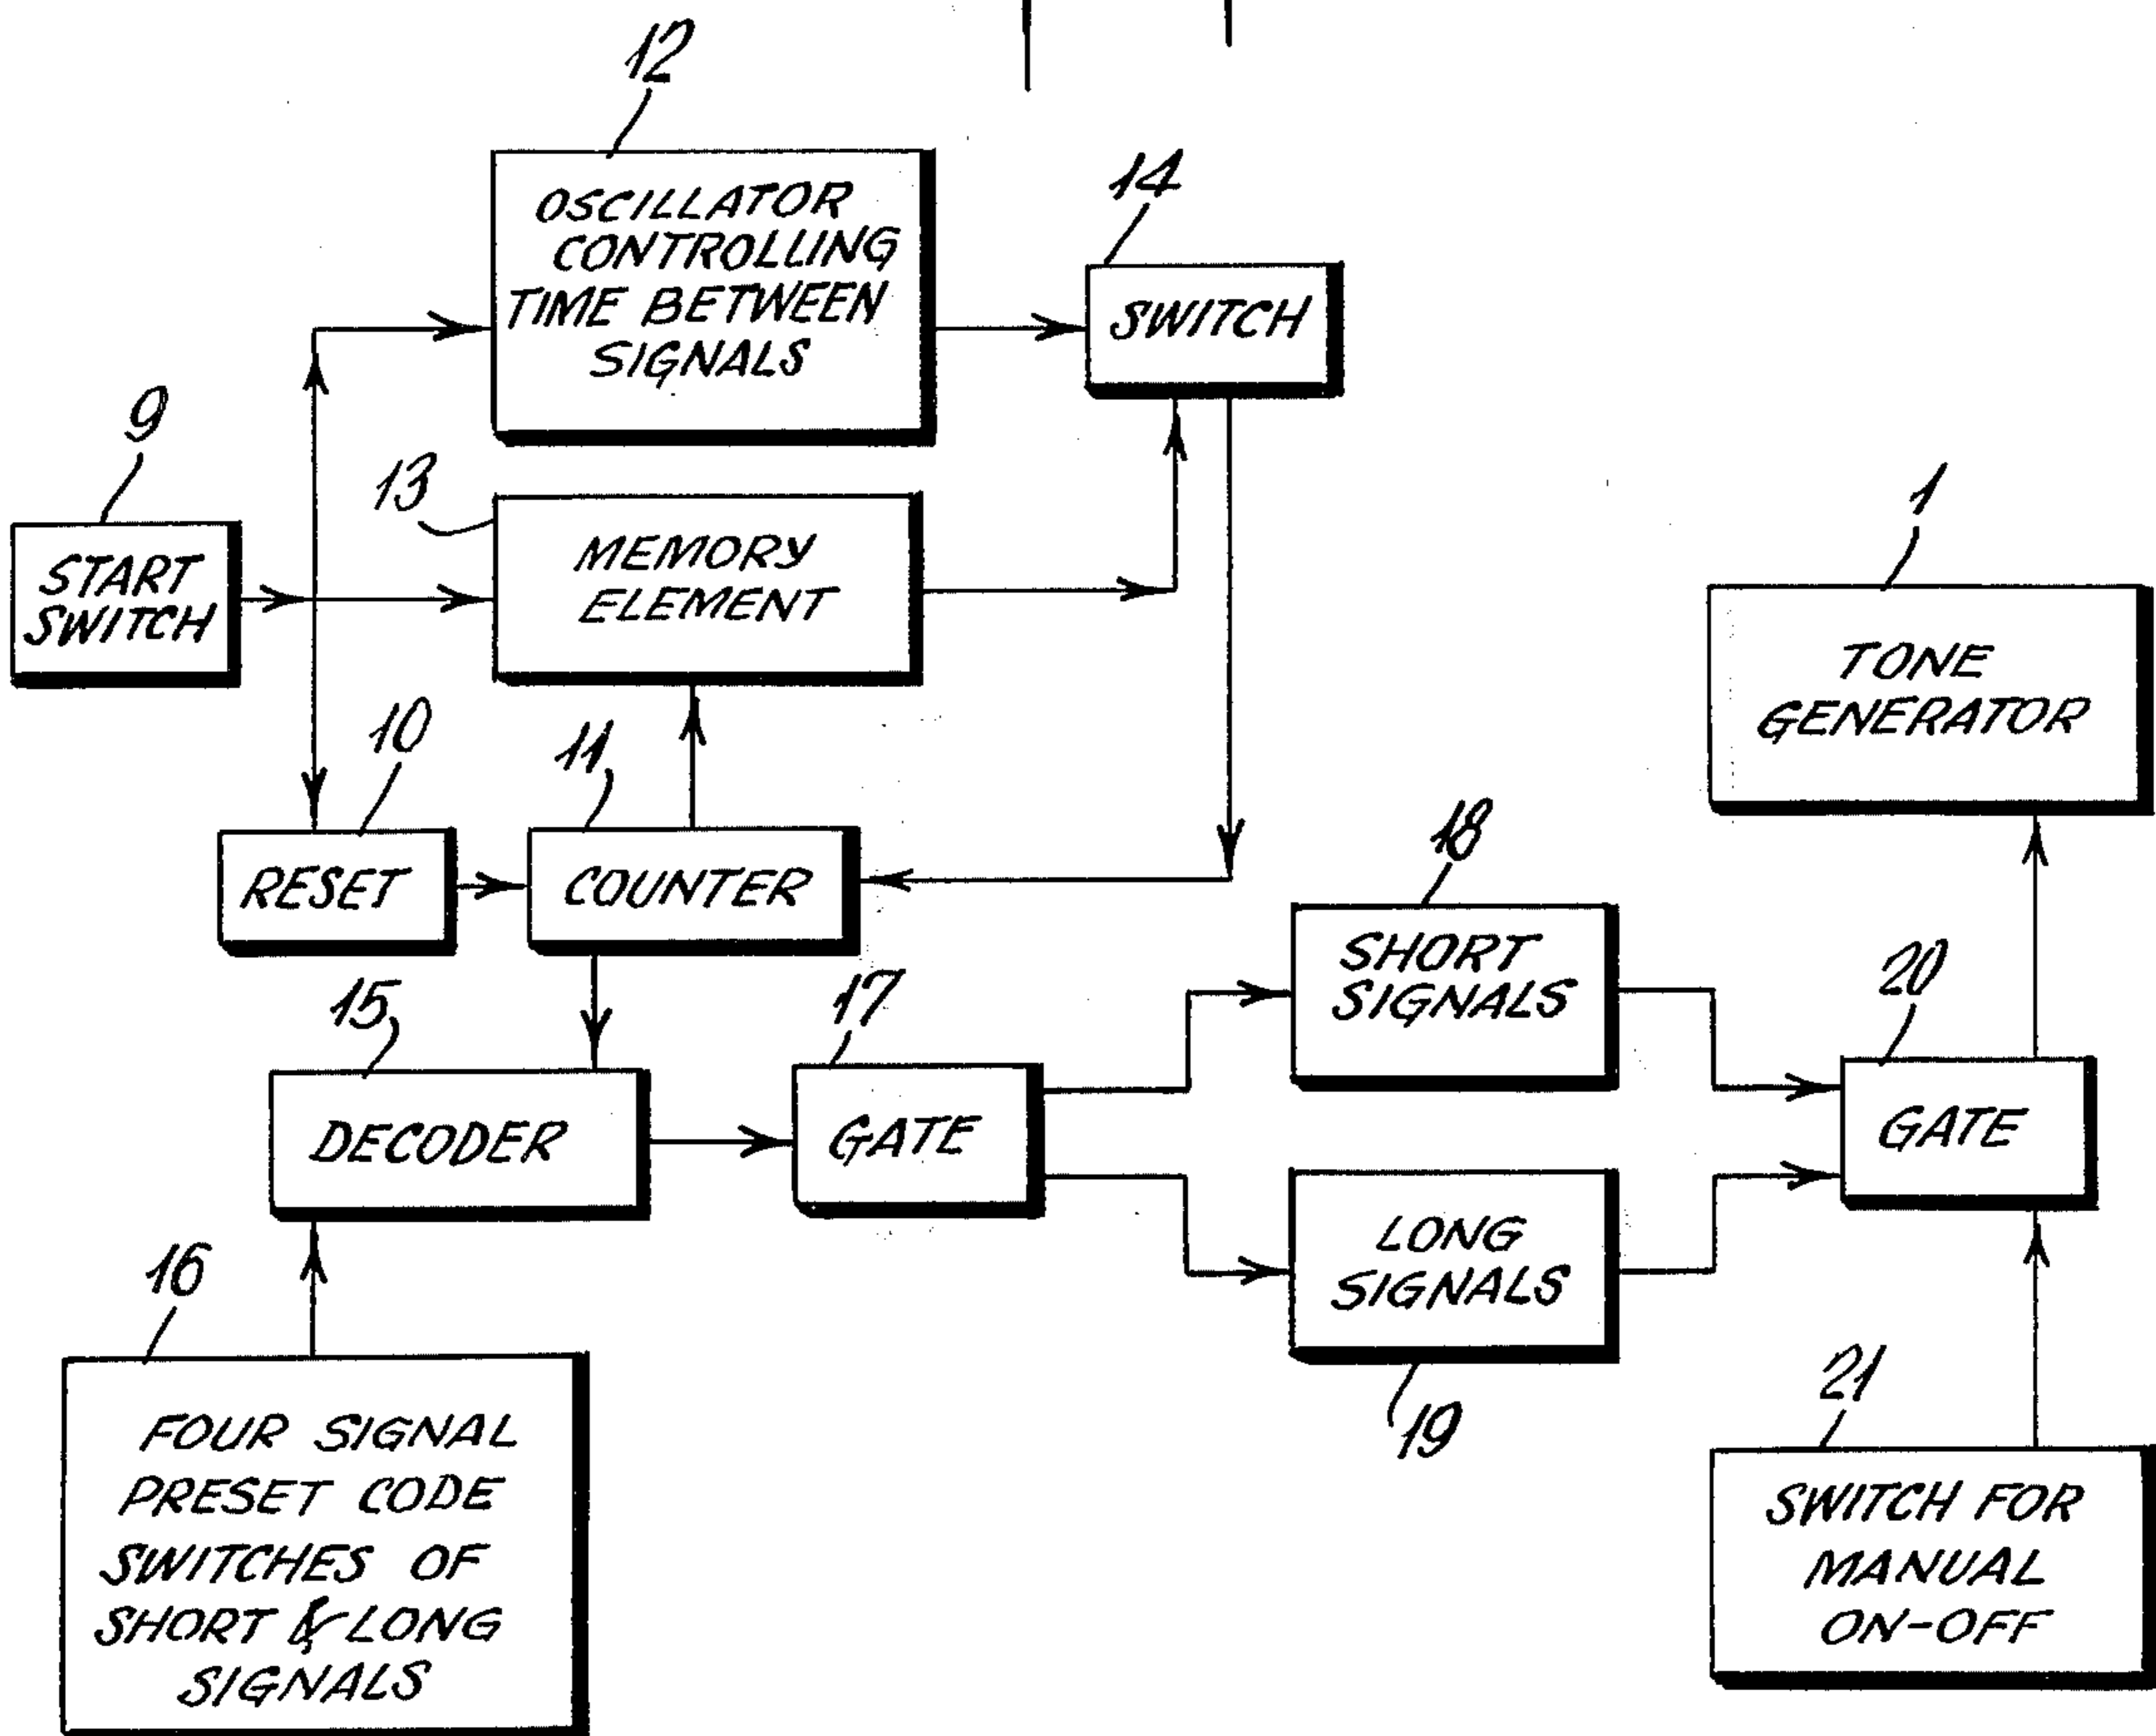 12
OSCILLATOR
CONTROLLING
TIME BETWEEN
SIGNALS
14
SWITCH
9
START
SWITCH
13
MEMORY
ELEMENT
1
TONE
GENERATOR
10
RESET
11
COUNTER
18
SHORT
SIGNALS
15
DECODER
17
GATE
20
GATE
16
FOUR SIGNAL
PRESET CODE
SWITCHES OF
SHORT & LONG
SIGNALS
LONG
SIGNALS
19
21
SWITCH FOR
MANUAL
ON-OFF